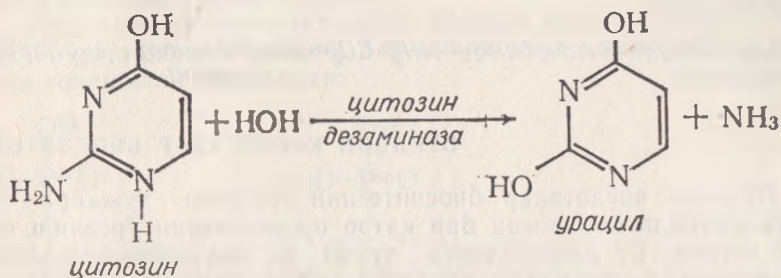 OH
OH
N
N
+HOH
цитозин
дезаминаза
+ NH₃
H₂N
N
H
HO
N
урацил
цитозин